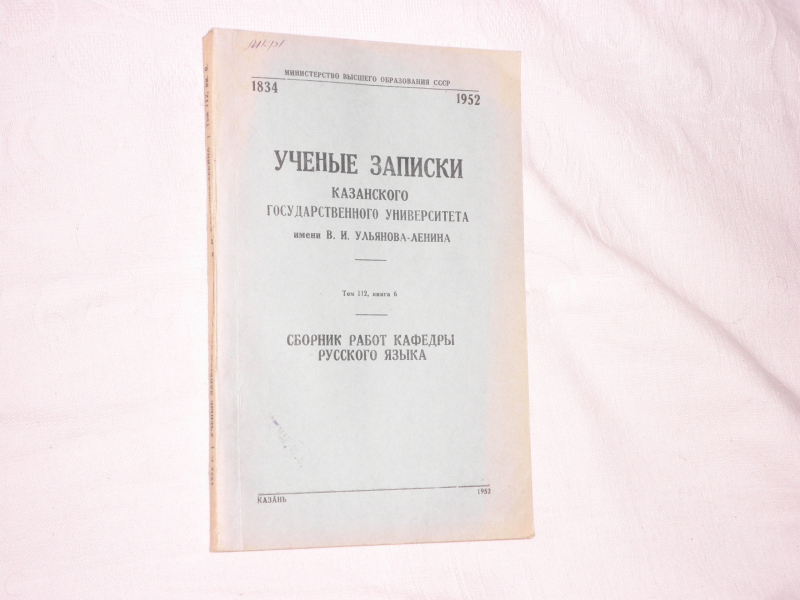 МИНИСТЕРСТВО ВЫСШЕГО ОБРАЗОВАНИЯ СССР
1834 1952
УЧЕНЫЕ ЗАПИСКИ
КАЗАНСКОГО
ГОСУДАРСТВЕННОГО УНИВЕРСИТЕТА
имени В. И. УЛЬЯНОВА-ЛЕНИНА
Том 112, книга 6
СБОРНИК РАБОТ КАФЕДРЫ
РУССКОГО ЯЗЫКА
КАЗАНЬ 1952